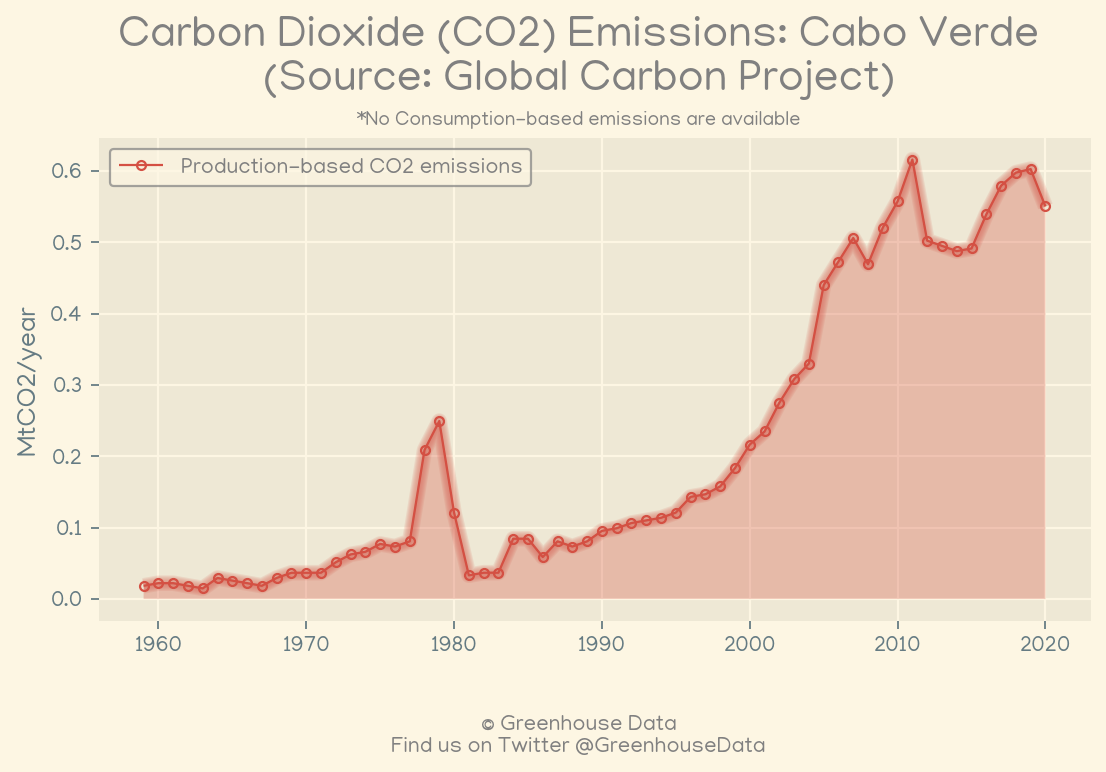 Carbon Dioxide (CO2) Emissions: Cabo Verde
(Source: Global Carbon Project)
*No Consumption-based emissions are available
Production-based CO2 emissions
MtCO2/year
0.6
0.5
0.4
0.3
0.2
0.1
0.0
1960 1970 1980 1990 2000 2010 2020
© Greenhouse Data
Find us on Twitter @GreenhouseData